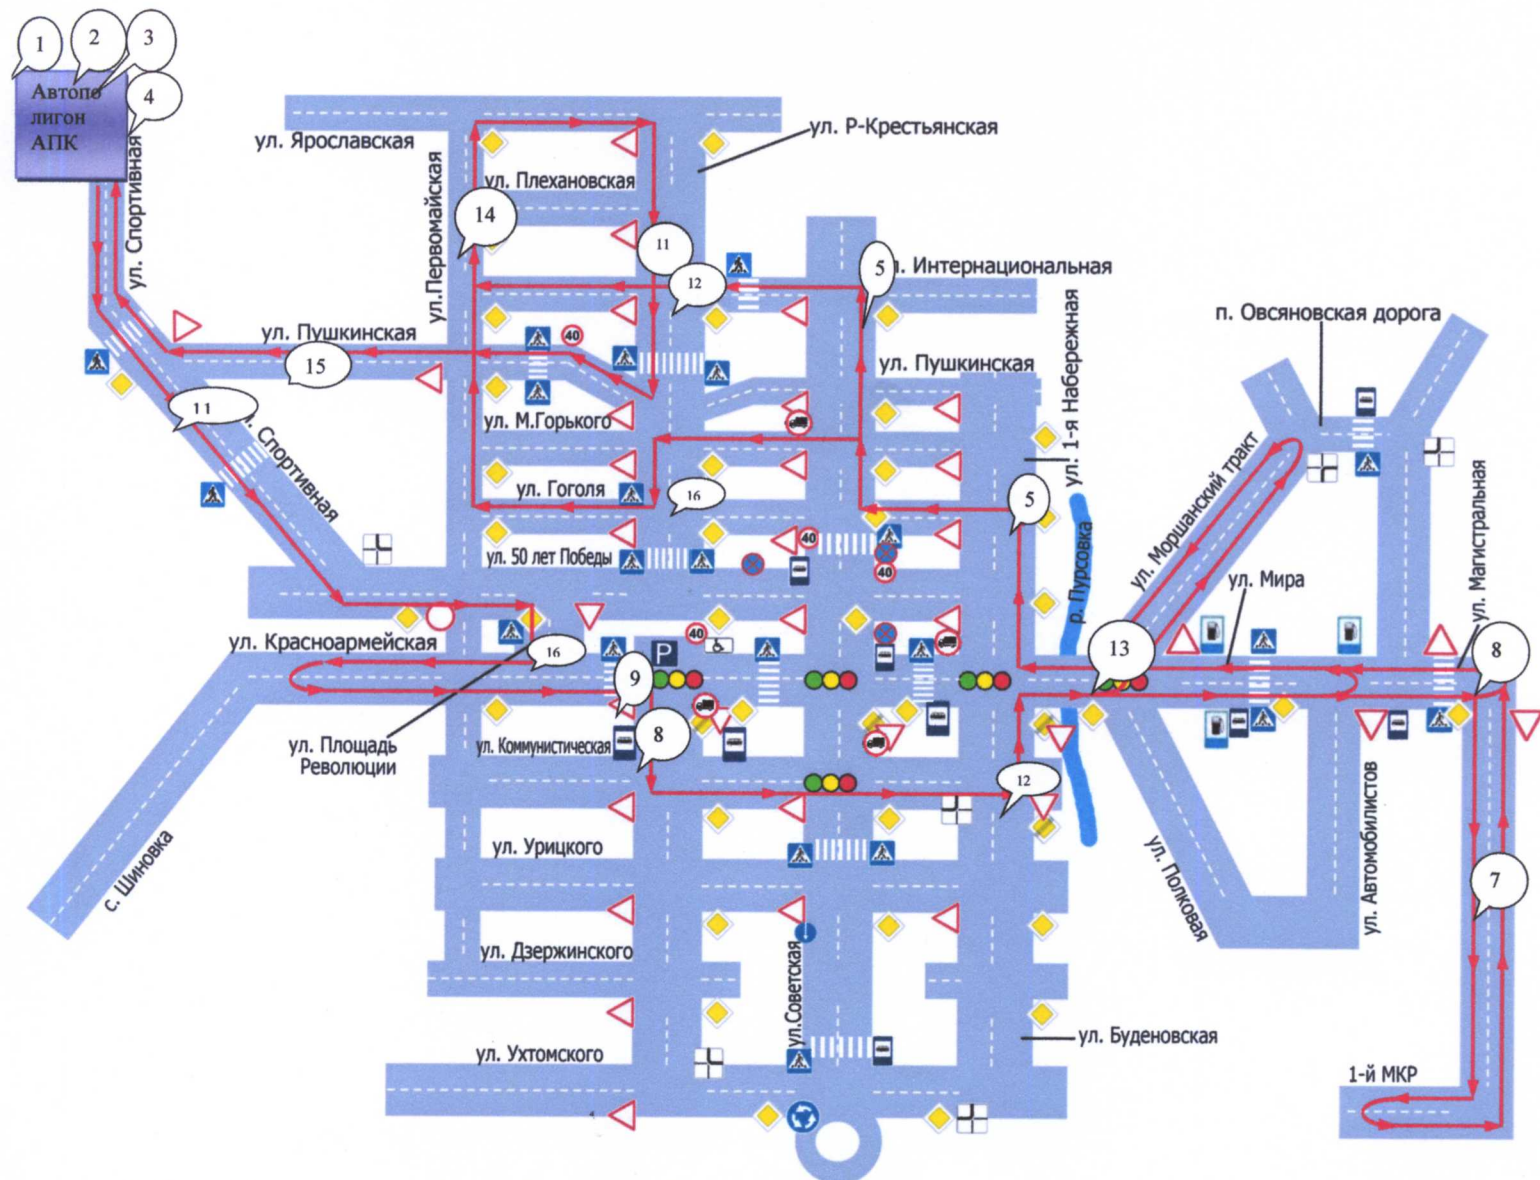 1
2
3
4
Автопо
лигон
АПК
ул. Спортивная
ул. Ярославская
ул. Р-Крестьянская
ул.Первомайская
ул. Плехановская
14
11
12
5
Интернациональная
ул. 1-я Набережная
п. Овсяновская дорога
ул. Пушкинская
40
15
ул. Пушкинская
11
Спортивная
ул. М.Горького
ул. Гоголя
16
5
р. Пурсовка
ул. Моршанский тракт
ул. Магистральная
ул. 50 лет Победы
40
40
ул. Мира
ул. Красноармейская
40
16
P
13
8
9
8
ул. Площадь
Революции
ул. Коммунистическая
12
с. Шиновка
ул. Урицкого
ул. Полковая
ул. Автомобилистов
7
ул. Дзержинского
ул.Советская
ул. Ухтомского
ул. Буденовская
1-й МКР